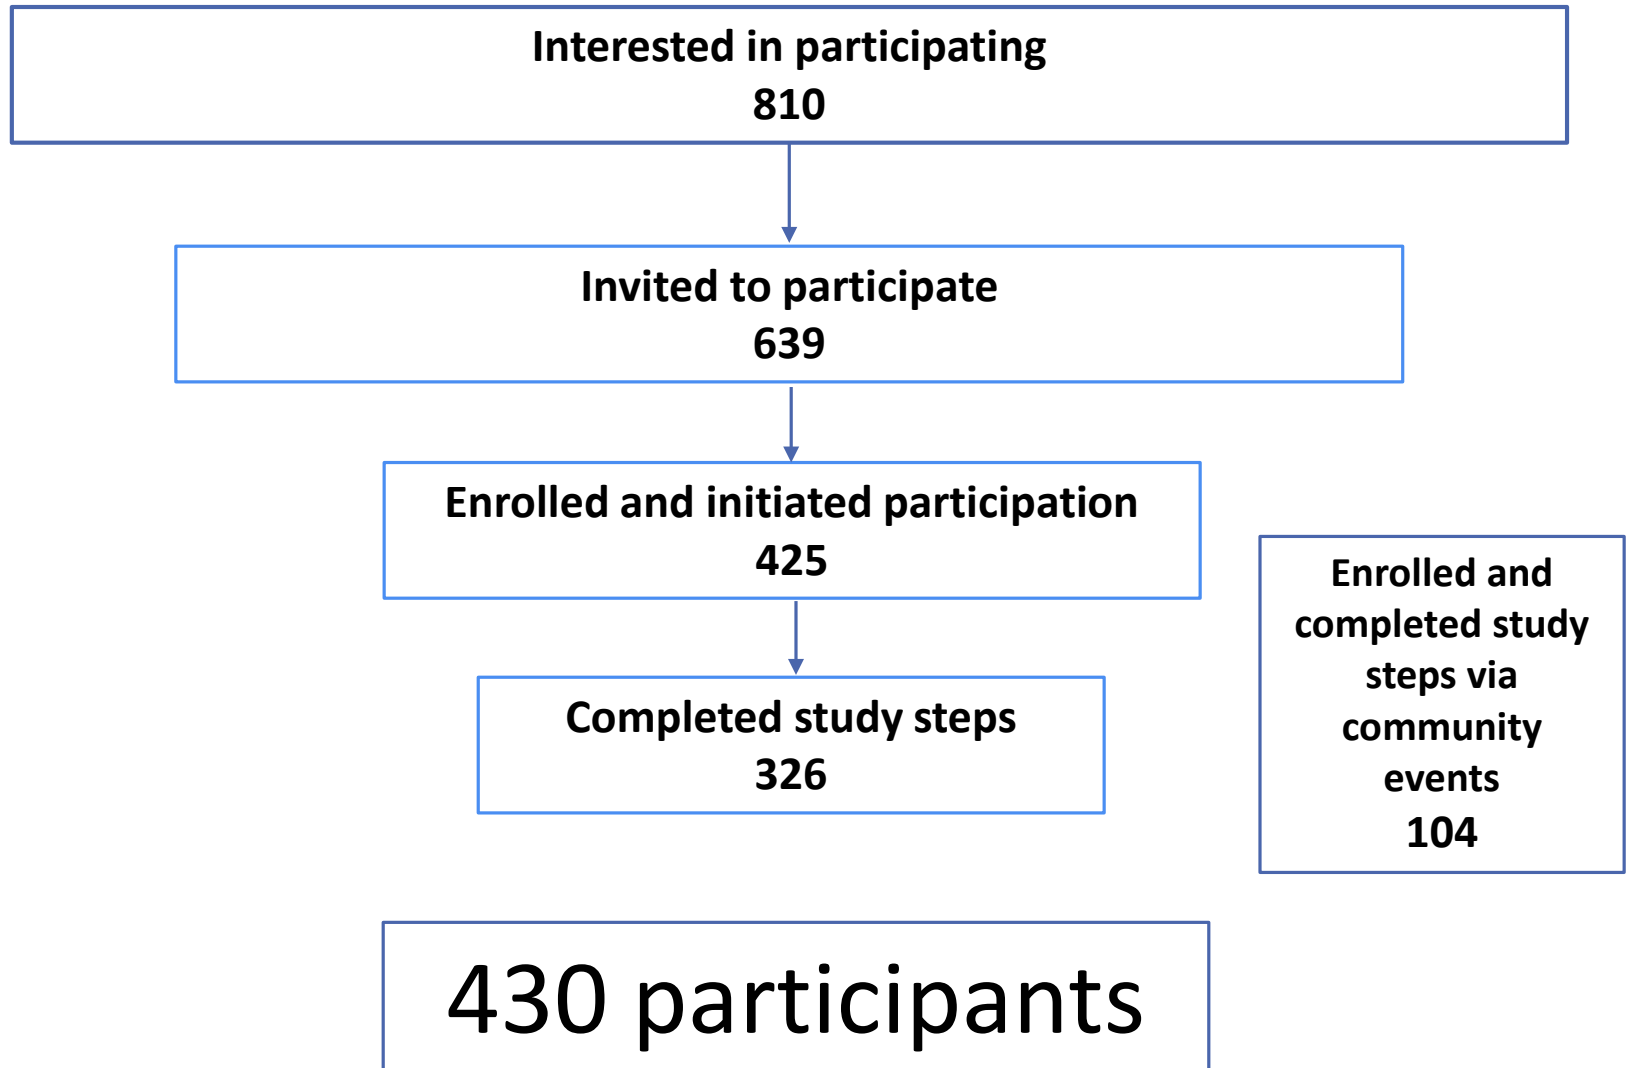 Interested in participating
810
Invited to participate
639
Enrolled and initiated participation
425
Completed study steps
326
Enrolled and
completed study
steps via
community
events
104
430 participants